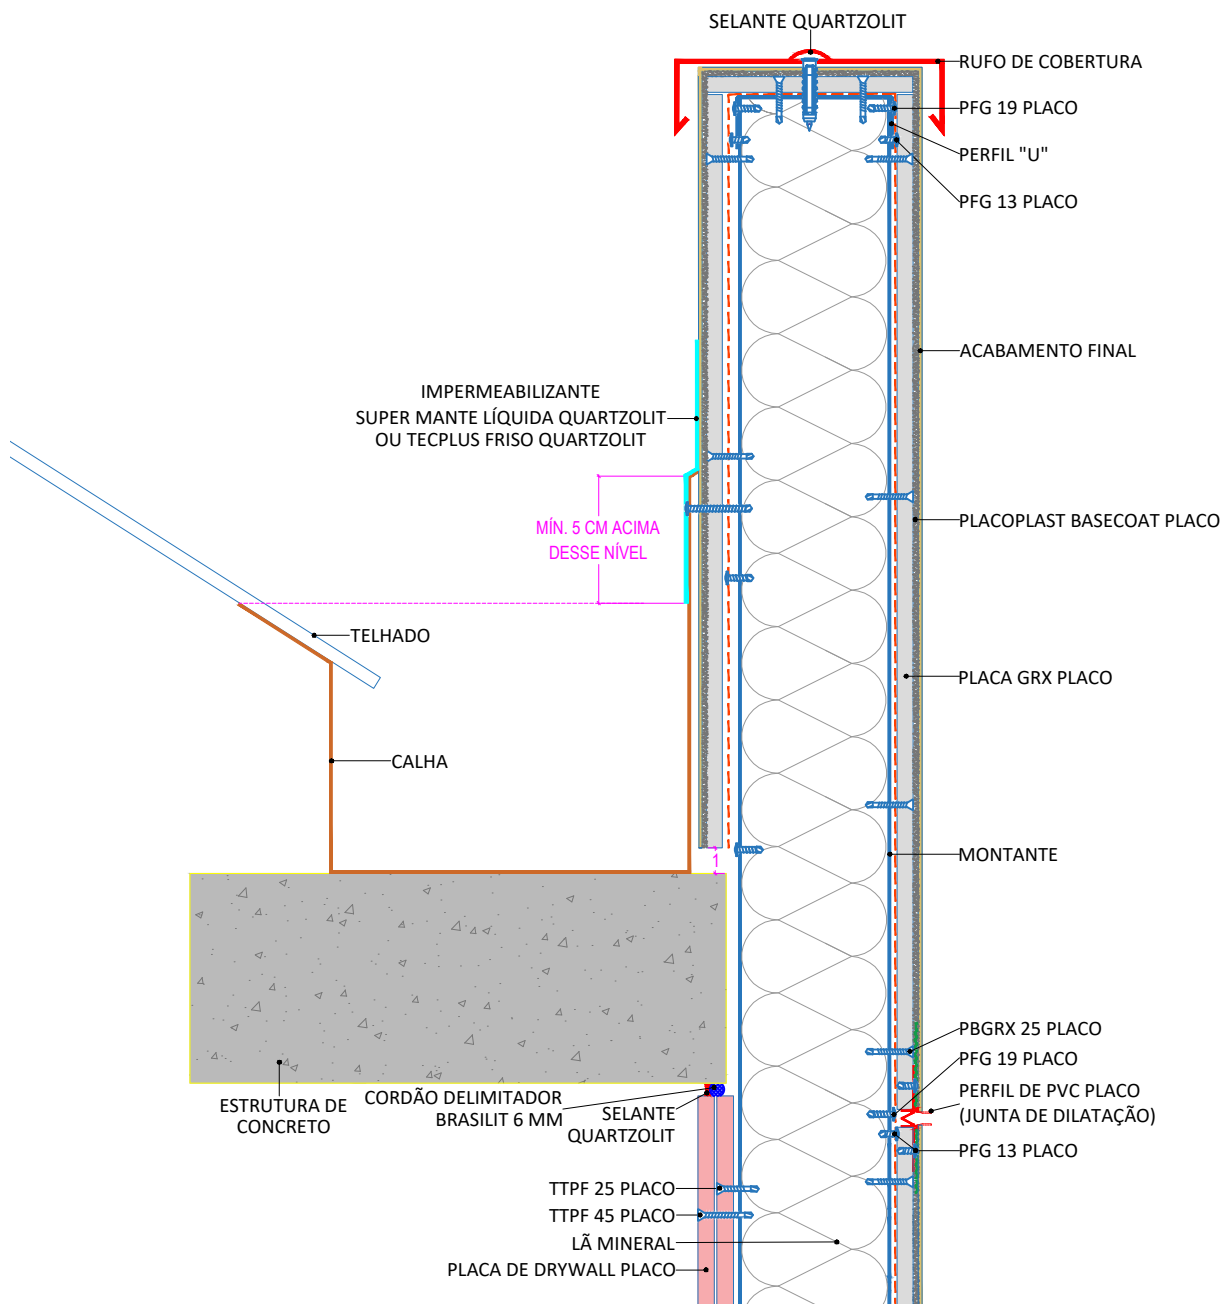 SELANTE QUARTZOLIT
RUFO DE COBERTURA
PFG 19 PLACO
PERFIL "U"
PFG 13 PLACO
ACABAMENTO FINAL
IMPERMEABILIZANTE
SUPER MANTE LÍQUIDA QUARTZOLIT
OU TECPLUS FRISO QUARTZOLIT
MÍN. 5 CM ACIMA
DESSE NÍVEL
PLACOPLAST BASECOAT PLACO
TELHADO
PLACA GRX PLACO
CALHA
MONTANTE
1
PBGRX 25 PLACO
PFG 19 PLACO
PERFIL DE PVC PLACO
(JUNTA DE DILATAÇÃO)
PFG 13 PLACO
ESTRUTURA DE
CONCRETO
CORDÃO DELIMITADOR
BRASILIT 6 MM
SELANTE
QUARTZOLIT
TTPF 25 PLACO
TTPF 45 PLACO
LÃ MINERAL
PLACA DE DRYWALL PLACO